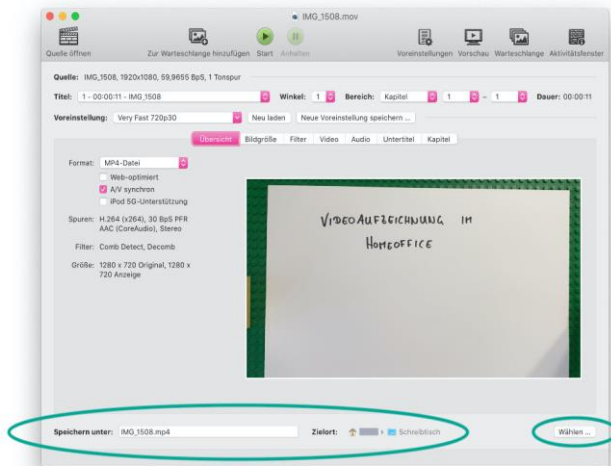 IMG_1508.mov
Quelle öffnen
Zur Warteschlange hinzufügen
Start
Anhalten
Voreinstellungen
Vorschau
Warteschlange
Aktivitätsfenster
Quelle: IMG_1508, 1920x1080, 59,9655 BpS, 1 Tonspur
Titel: 1 - 00:00:11 - IMG_1508 Winkel: 1 Bereich: Kapitel 1 - 1 Dauer: 00:00:11
Voreinstellung: Very Fast 720p30 Neu laden Neue Voreinstellung speichern ...
Übersicht Bildgröße Filter Video Audio Untertitel Kapitel
Format: MP4-Datei
Web-optimiert
A/V synchron
iPod 5G-Unterstützung
Spuren: H.264 (x264), 30 BpS PFR
AAC (CoreAudio), Stereo
Filter: Comb Detect, Decomb
Größe: 1280 x 720 Original, 1280 x
720 Anzeige
VIDEOAUFZEICHNUNG IM
HOMEOFFICE
Speichern unter: IMG_1508.mp4 Zielort: Schreibtisch Wählen ...